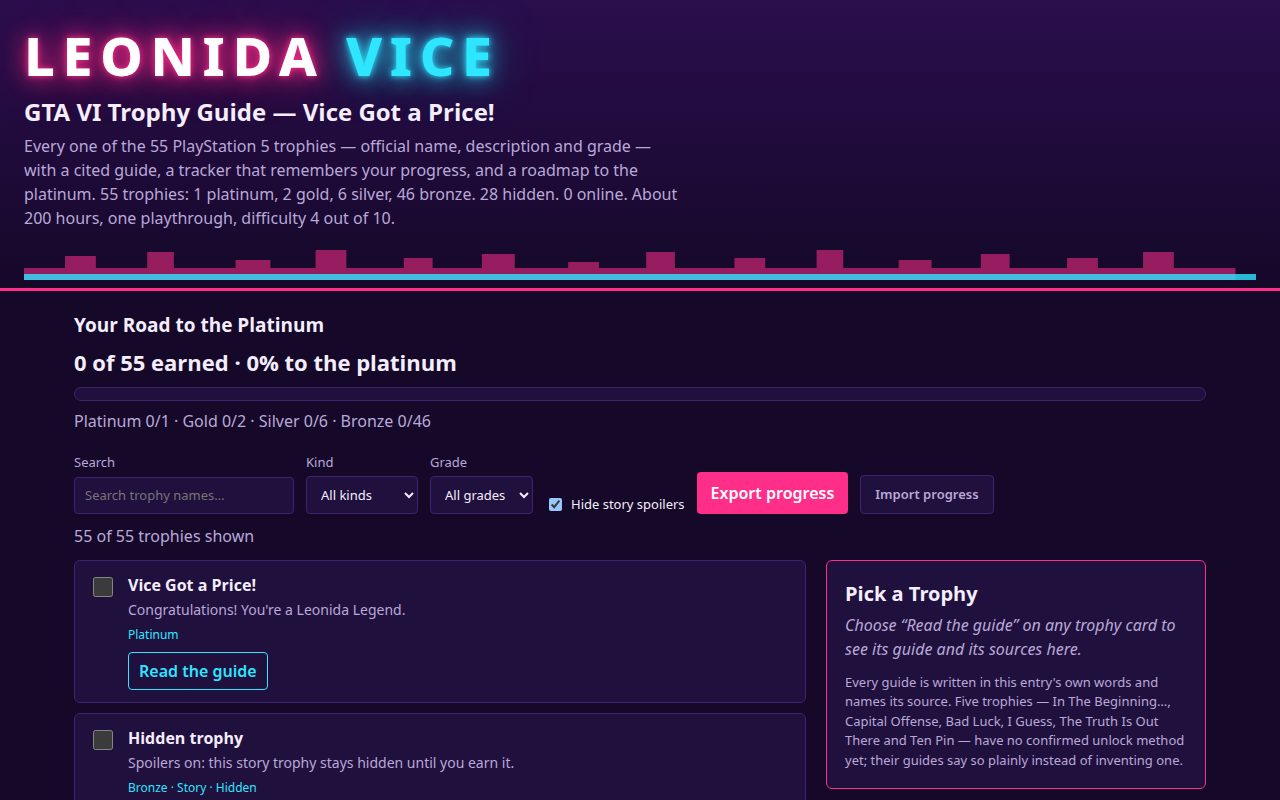 LEONIDA VICE
GTA VI Trophy Guide — Vice Got a Price!
Every one of the 55 PlayStation 5 trophies — official name, description and grade —
with a cited guide, a tracker that remembers your progress, and a roadmap to the
platinum. 55 trophies: 1 platinum, 2 gold, 6 silver, 46 bronze. 28 hidden. 0 online. About
200 hours, one playthrough, difficulty 4 out of 10.
Your Road to the Platinum
0 of 55 earned · 0% to the platinum
Platinum 0/1 · Gold 0/2 · Silver 0/6 · Bronze 0/46
Search Kind Grade
Search trophy names... All kinds All grades Hide story spoilers Export progress Import progress
55 of 55 trophies shown
Vice Got a Price!
Congratulations! You're a Leonida Legend.
Platinum
Read the guide
Hidden trophy
Spoilers on: this story trophy stays hidden until you earn it.
Bronze · Story · Hidden
Pick a Trophy
Choose “Read the guide” on any trophy card to
see its guide and its sources here.
Every guide is written in this entry's own words and
names its source. Five trophies — In The Beginning...,
Capital Offense, Bad Luck, I Guess, The Truth Is Out
There and Ten Pin — have no confirmed unlock method
yet; their guides say so plainly instead of inventing one.